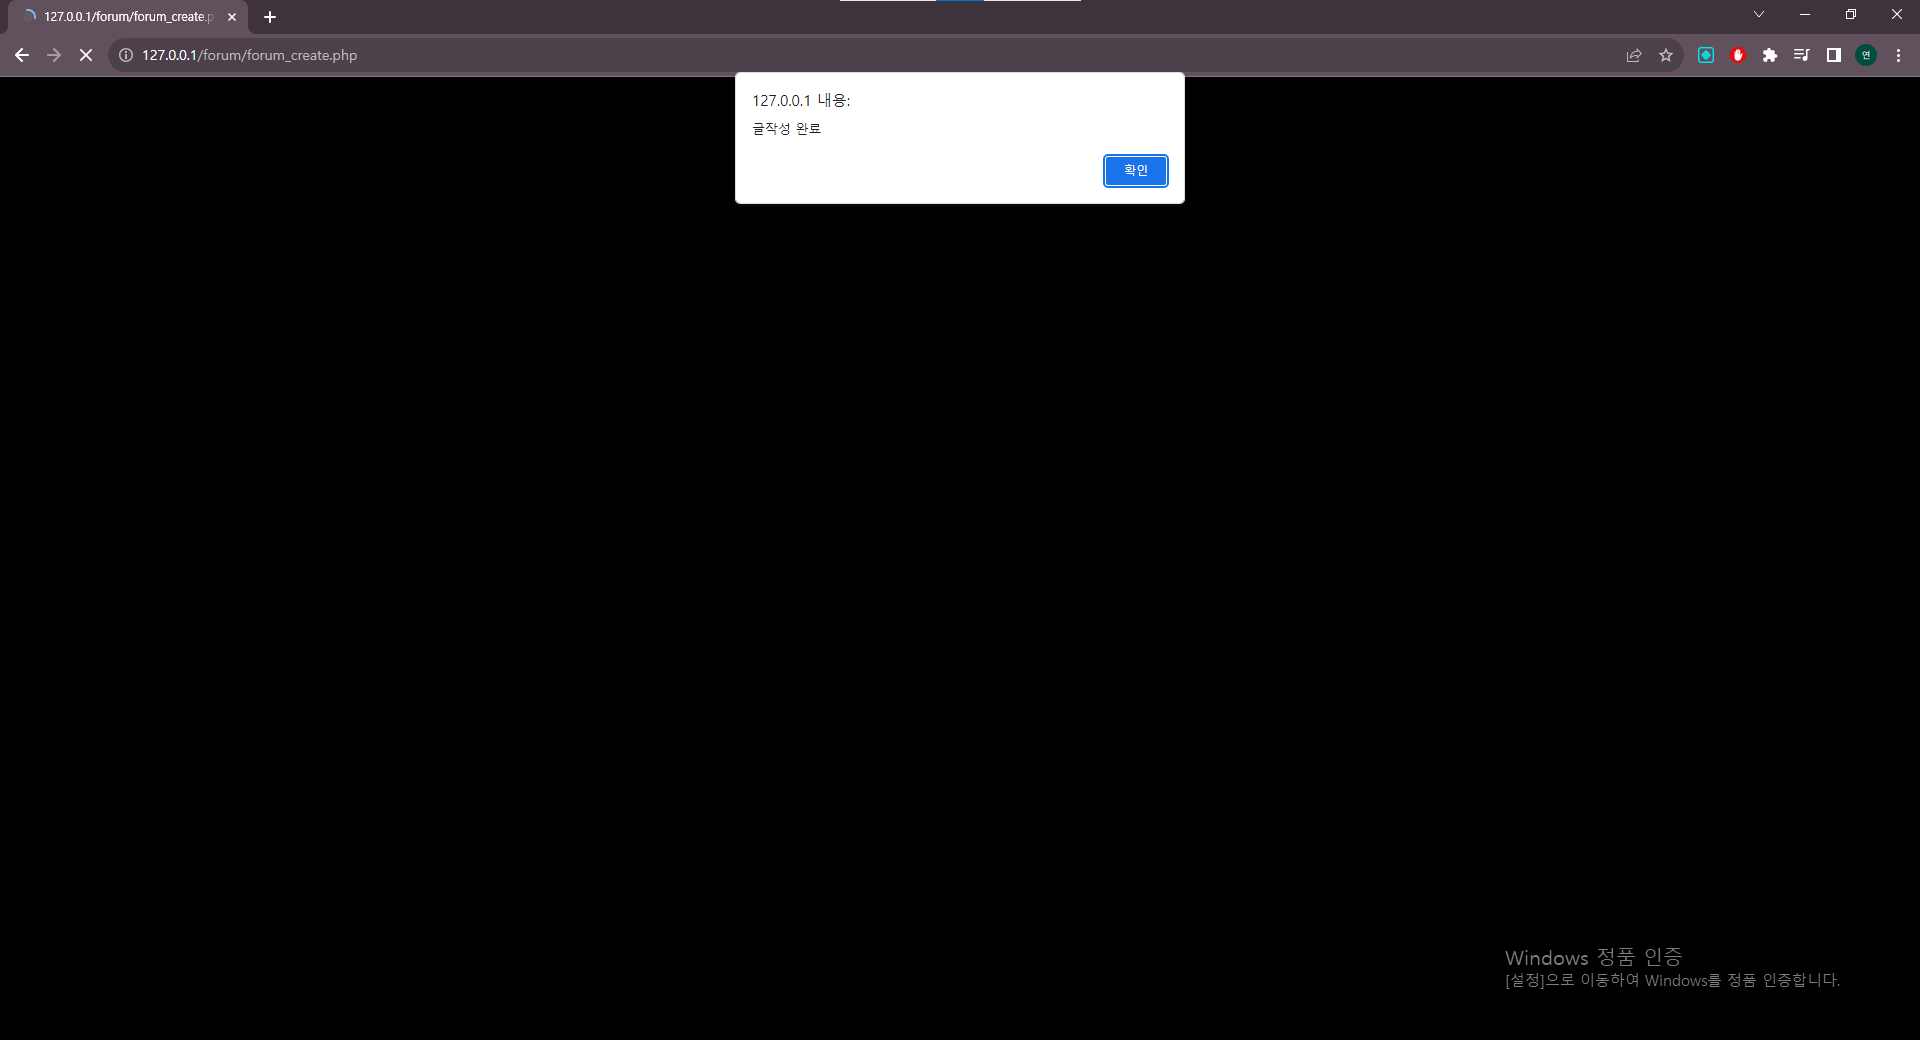 127.0.0.1/forum/forum_create.p
127.0.0.1/forum/forum_create.php
연
127.0.0.1 내용:
글작성 완료
확인
Windows 정품 인증
[설정]으로 이동하여 Windows를 정품 인증합니다.